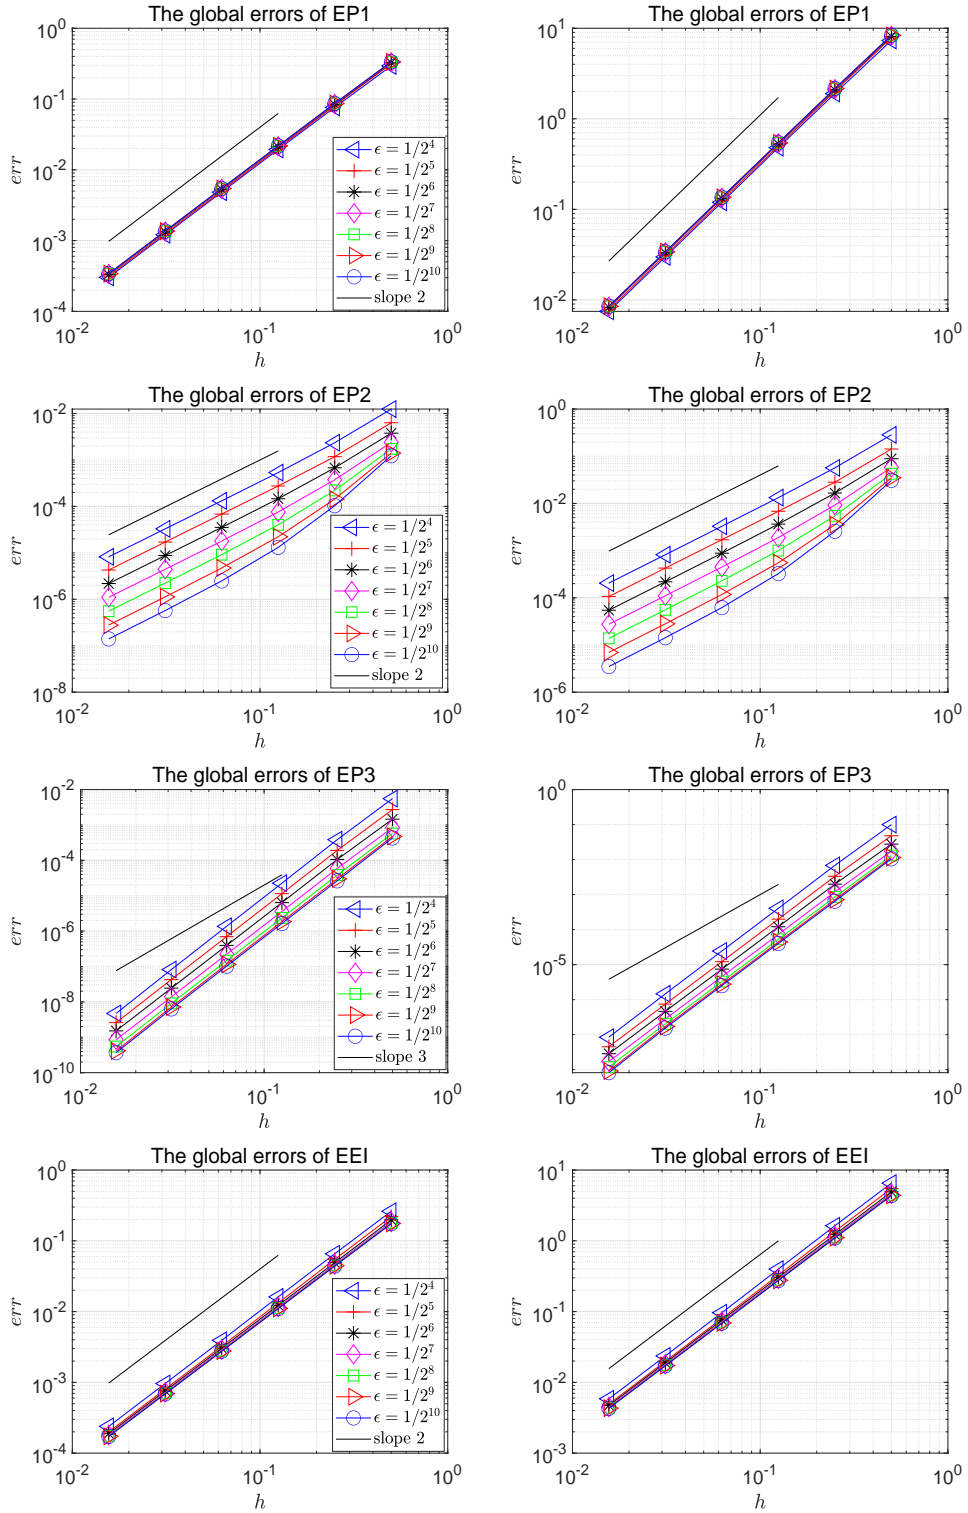 The global errors of EP1
10^0
10^-1
10^-2
10^-3
10^-4
err
ϵ = 1/2^4
ϵ = 1/2^5
ϵ = 1/2^6
ϵ = 1/2^7
ϵ = 1/2^8
ϵ = 1/2^9
ϵ = 1/2^10
slope 2
10^-2 10^-1 10^0
h
The global errors of EP1
10^1
10^0
10^-1
10^-2
err
10^-2 10^-1 10^0
h
The global errors of EP2
10^-2
10^-4
10^-6
10^-8
err
ϵ = 1/2^4
ϵ = 1/2^5
ϵ = 1/2^6
ϵ = 1/2^7
ϵ = 1/2^8
ϵ = 1/2^9
ϵ = 1/2^10
slope 2
10^-2 10^-1 10^0
h
The global errors of EP2
10^0
10^-2
10^-4
10^-6
err
10^-2 10^-1 10^0
h
The global errors of EP3
10^-2
10^-4
10^-6
10^-8
10^-10
err
ϵ = 1/2^4
ϵ = 1/2^5
ϵ = 1/2^6
ϵ = 1/2^7
ϵ = 1/2^8
ϵ = 1/2^9
ϵ = 1/2^10
slope 3
10^-2 10^-1 10^0
h
The global errors of EP3
10^0
10^-5
err
10^-2 10^-1 10^0
h
The global errors of EEI
10^0
10^-1
10^-2
10^-3
10^-4
err
ϵ = 1/2^4
ϵ = 1/2^5
ϵ = 1/2^6
ϵ = 1/2^7
ϵ = 1/2^8
ϵ = 1/2^9
ϵ = 1/2^10
slope 2
10^-2 10^-1 10^0
h
The global errors of EEI
10^1
10^0
10^-1
10^-2
10^-3
err
10^-2 10^-1 10^0
h